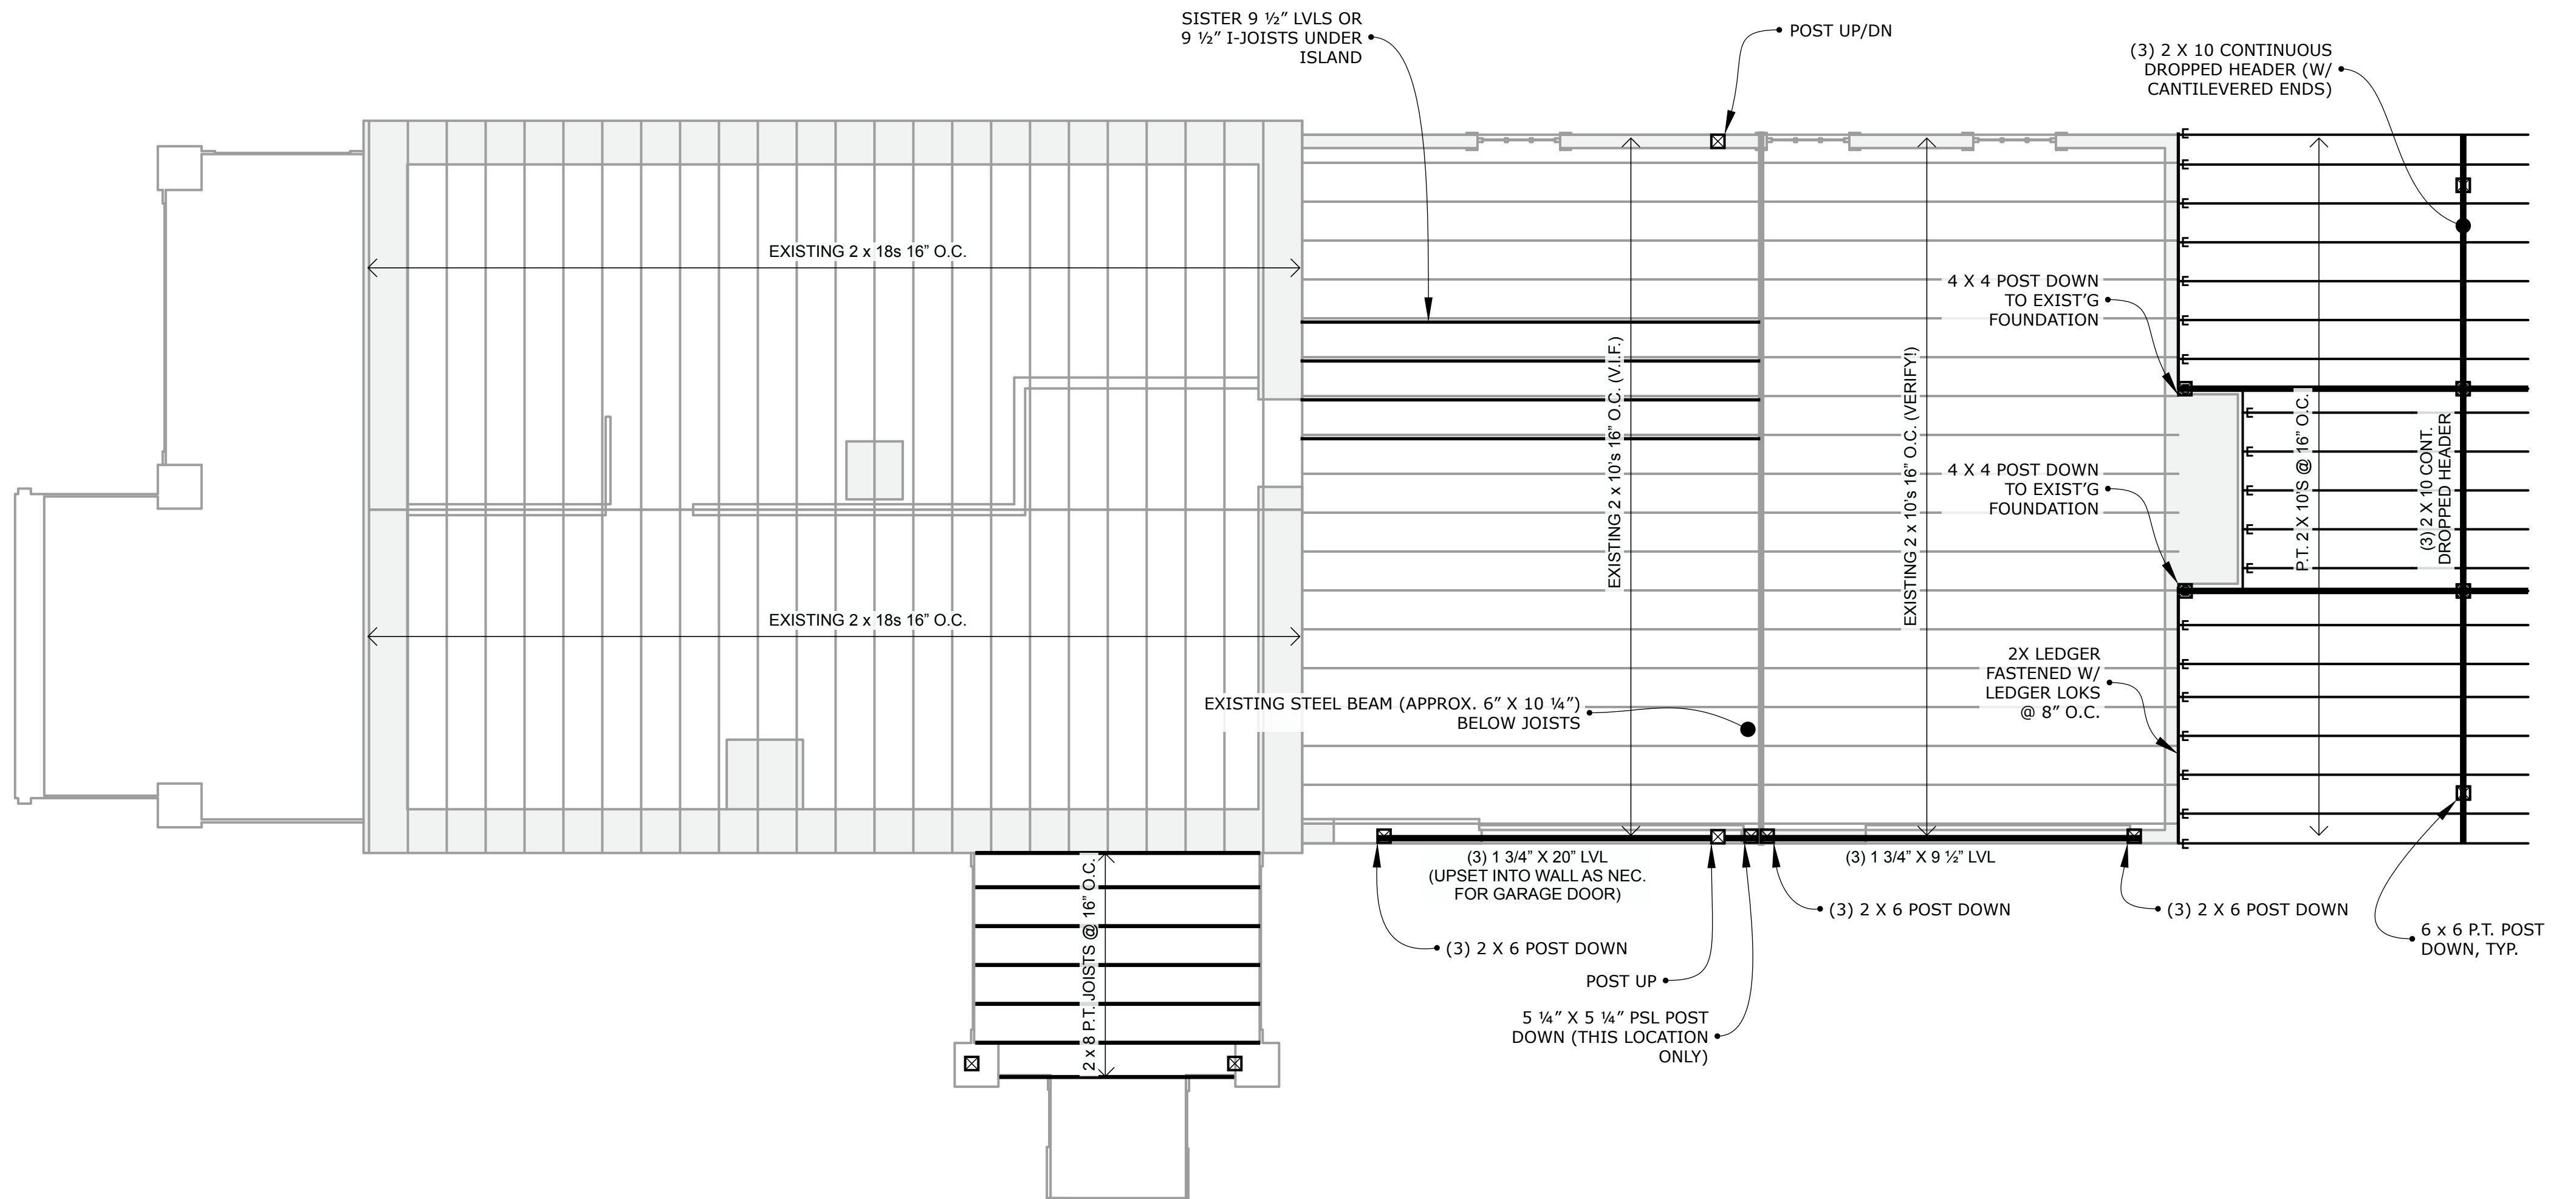 SISTER 9 ½” LVLS OR
9 ½” I-JOISTS UNDER
ISLAND
POST UP/DN
(3) 2 X 10 CONTINUOUS
DROPPED HEADER (W/
CANTILEVERED ENDS)
EXISTING 2 x 18s 16” O.C.
4 X 4 POST DOWN
TO EXIST’G
FOUNDATION
EXISTING 2 x 10’s 16” O.C. (V.I.F.)
EXISTING 2 x 10’s 16” O.C. (VERIFY!)
P.T. 2 X 10’S @ 16” O.C.
(3) 2 X 10 CONT.
DROPPED HEADER
4 X 4 POST DOWN
TO EXIST’G
FOUNDATION
EXISTING 2 x 18s 16” O.C.
2X LEDGER
FASTENED W/
LEDGER LOKS
@ 8” O.C.
EXISTING STEEL BEAM (APPROX. 6” X 10 ¼”)
BELOW JOISTS
(3) 1 3/4” X 20” LVL
(UPSET INTO WALL AS NEC.
FOR GARAGE DOOR)
(3) 1 3/4” X 9 ½” LVL
2 x 8 P.T. JOISTS @ 16” O.C.
(3) 2 X 6 POST DOWN
(3) 2 X 6 POST DOWN
(3) 2 X 6 POST DOWN
6 x 6 P.T. POST
DOWN, TYP.
POST UP
5 ¼” X 5 ¼” PSL POST
DOWN (THIS LOCATION
ONLY)